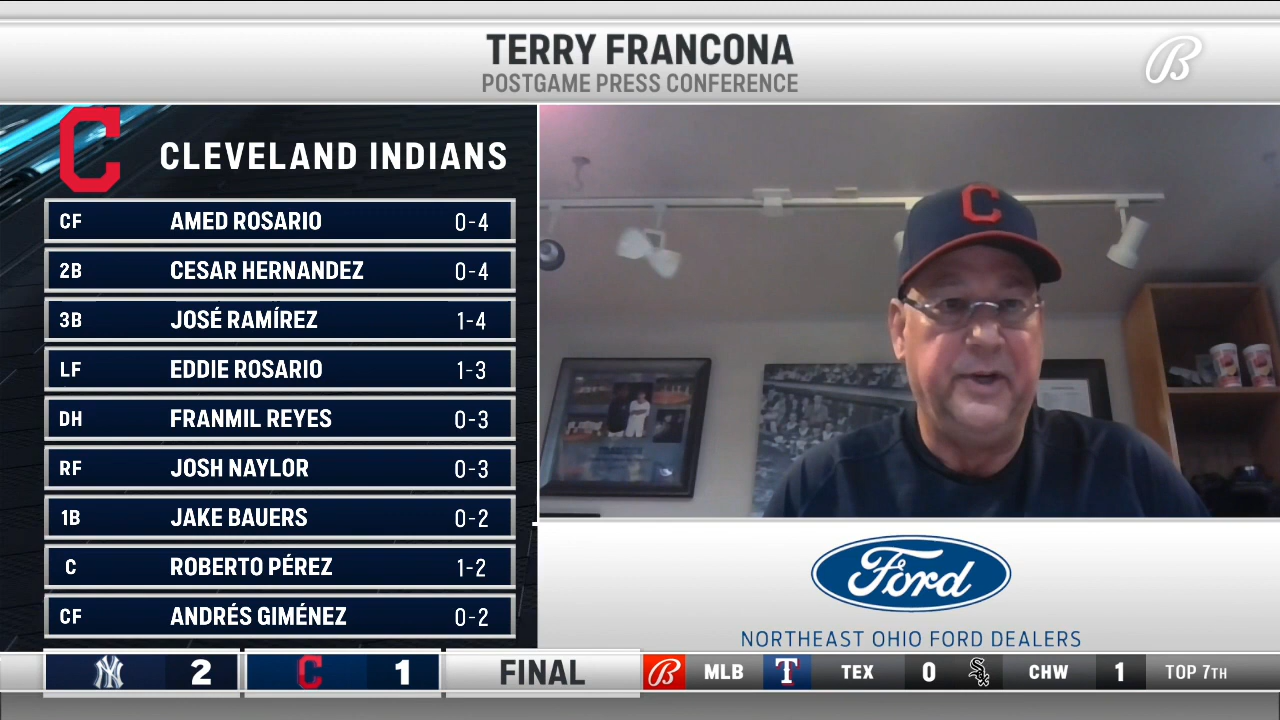 TERRY FRANCONA
POSTGAME PRESS CONFERENCE
B
C CLEVELAND INDIANS
CF AMED ROSARIO 0-4
2B CESAR HERNANDEZ 0-4
3B JOSÉ RAMÍREZ 1-4
LF EDDIE ROSARIO 1-3
DH FRANMIL REYES 0-3
RF JOSH NAYLOR 0-3
1B JAKE BAUERS 0-2
C ROBERTO PÉREZ 1-2
CF ANDRÉS GIMÉNEZ 0-2
C
Ford
NORTHEAST OHIO FORD DEALERS
NY 2 C 1 FINAL B MLB T TEX 0 Sox CHW 1 TOP 7TH